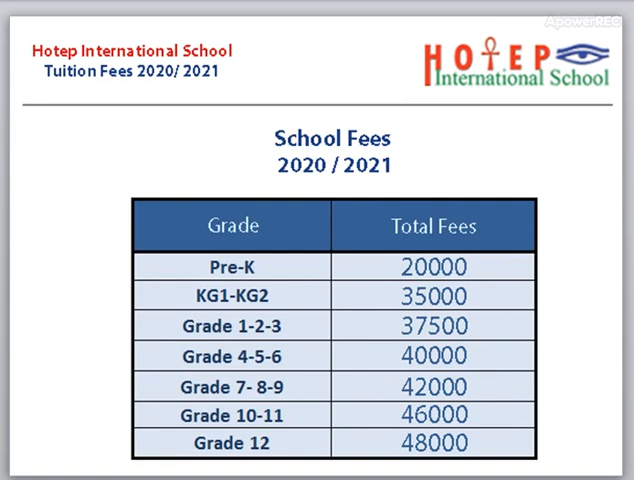 ApowerREC
Hotep International School
Tuition Fees 2020/ 2021
HOTEP
International School
School Fees
2020 / 2021
Grade Total Fees
Pre-K 20000
KG1-KG2 35000
Grade 1-2-3 37500
Grade 4-5-6 40000
Grade 7- 8-9 42000
Grade 10-11 46000
Grade 12 48000